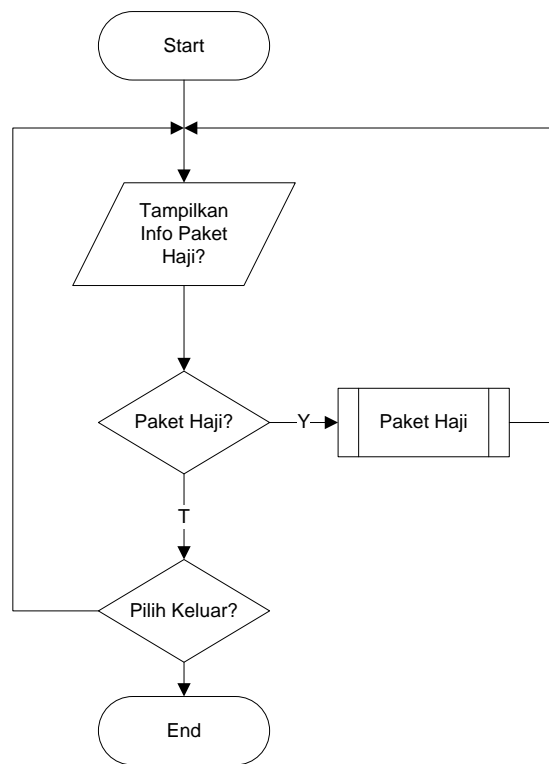 Start
Tampilkan
Info Paket
Haji?
Paket Haji?
Y
Paket Haji
T
Pilih Keluar?
End